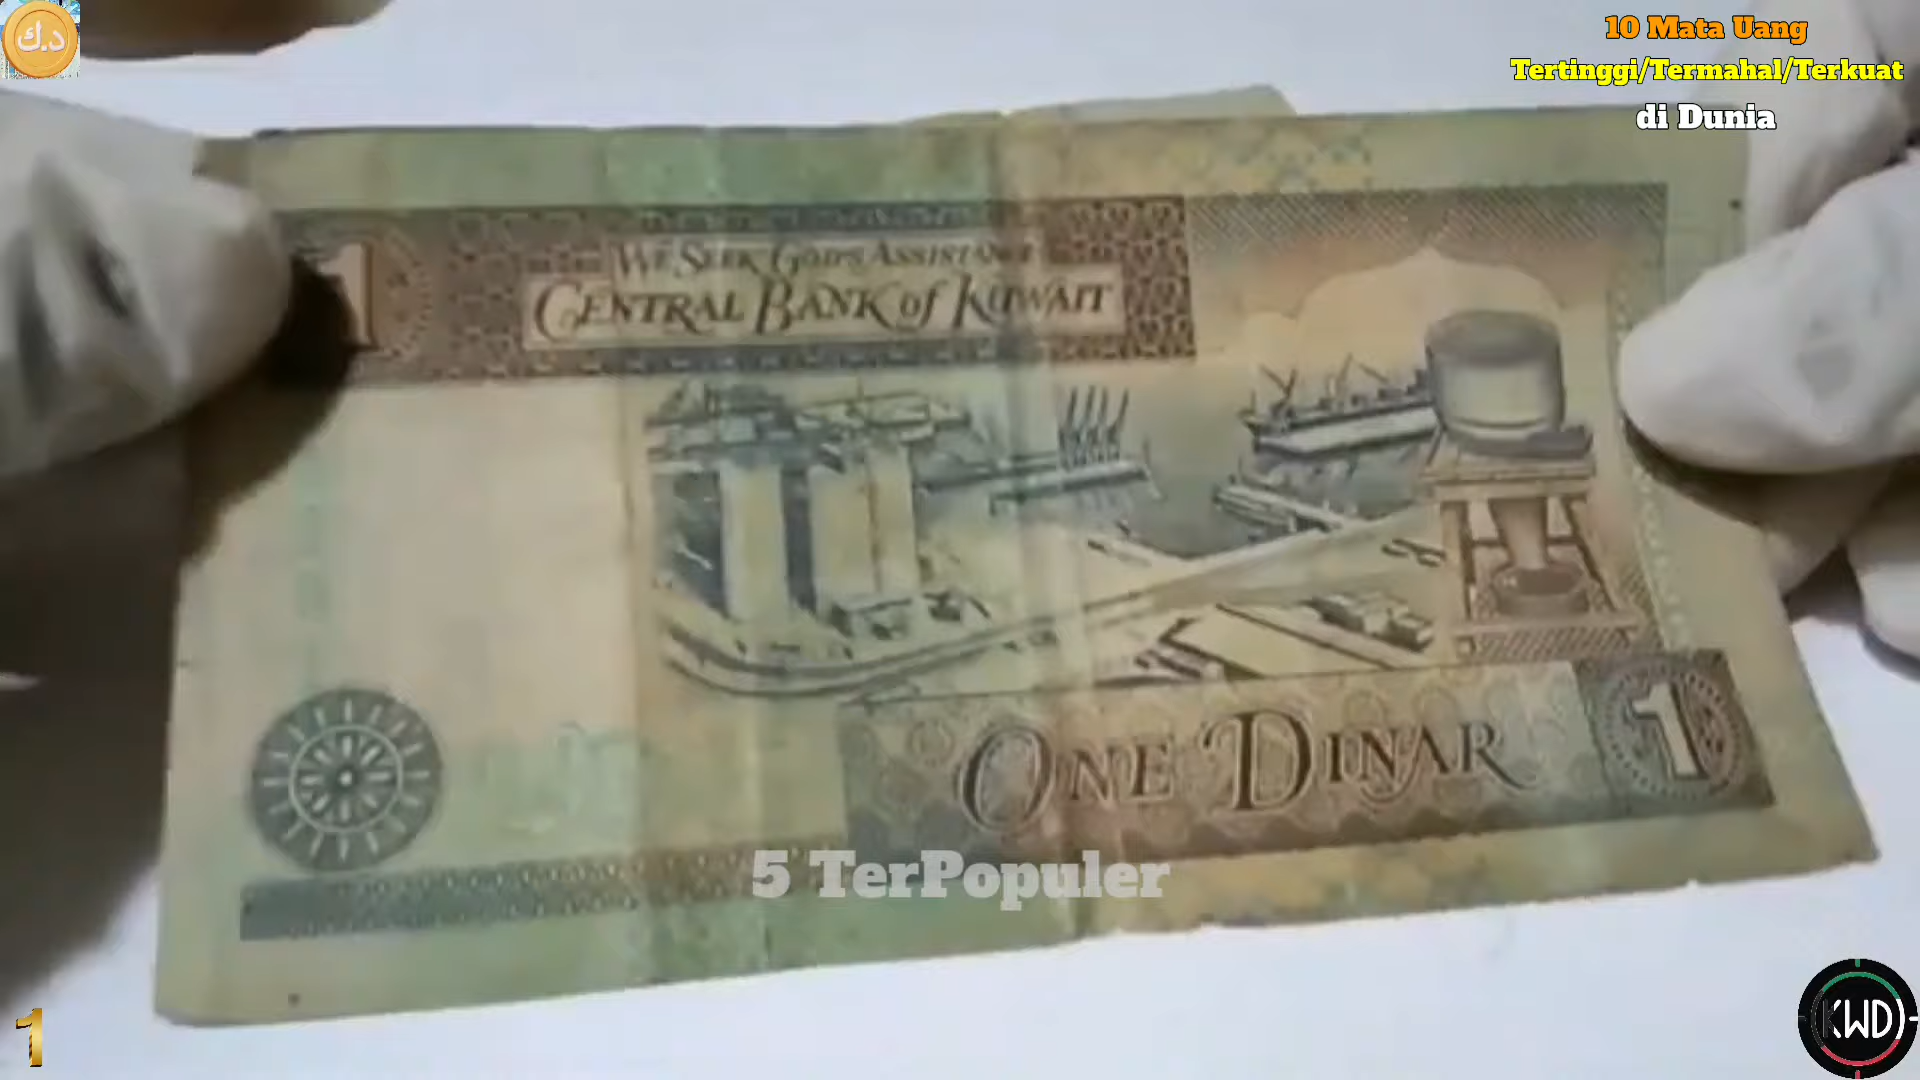 د.ك
10 Mata Uang
Tertinggi/Termahal/Terkuat
di Dunia
1
WE SEEK GOD'S ASSISTANCE
CENTRAL BANK of KUWAIT
ONE DINAR
1
5 TerPopuler
1
KWD